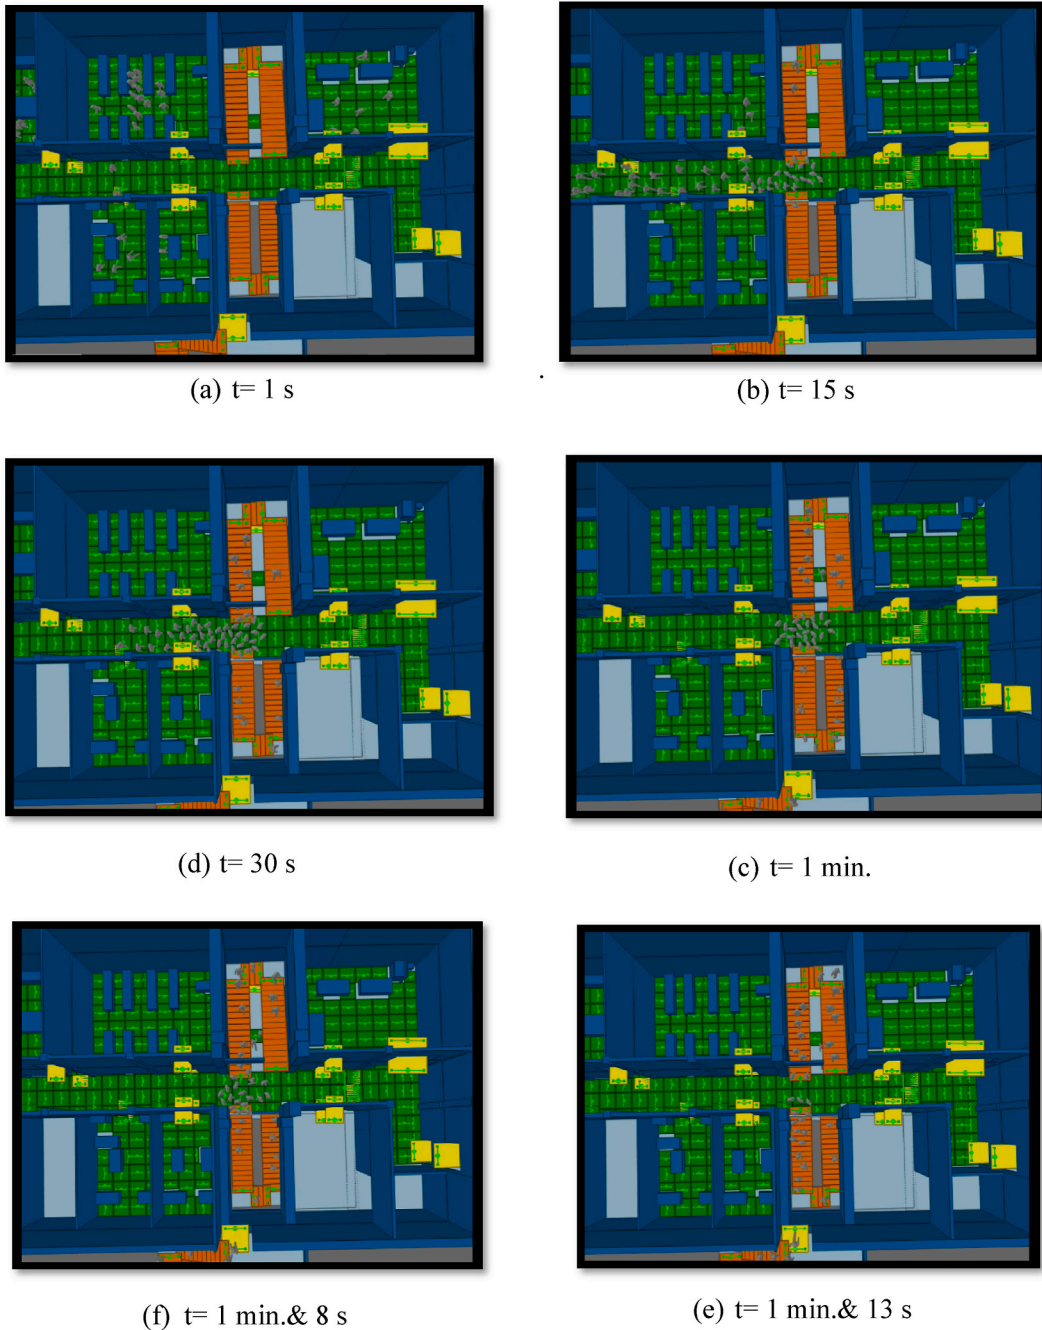 (a) t= 1 s
(b) t= 15 s
(d) t= 30 s
(c) t= 1 min.
(f) t= 1 min.& 8 s
(e) t= 1 min.& 13 s